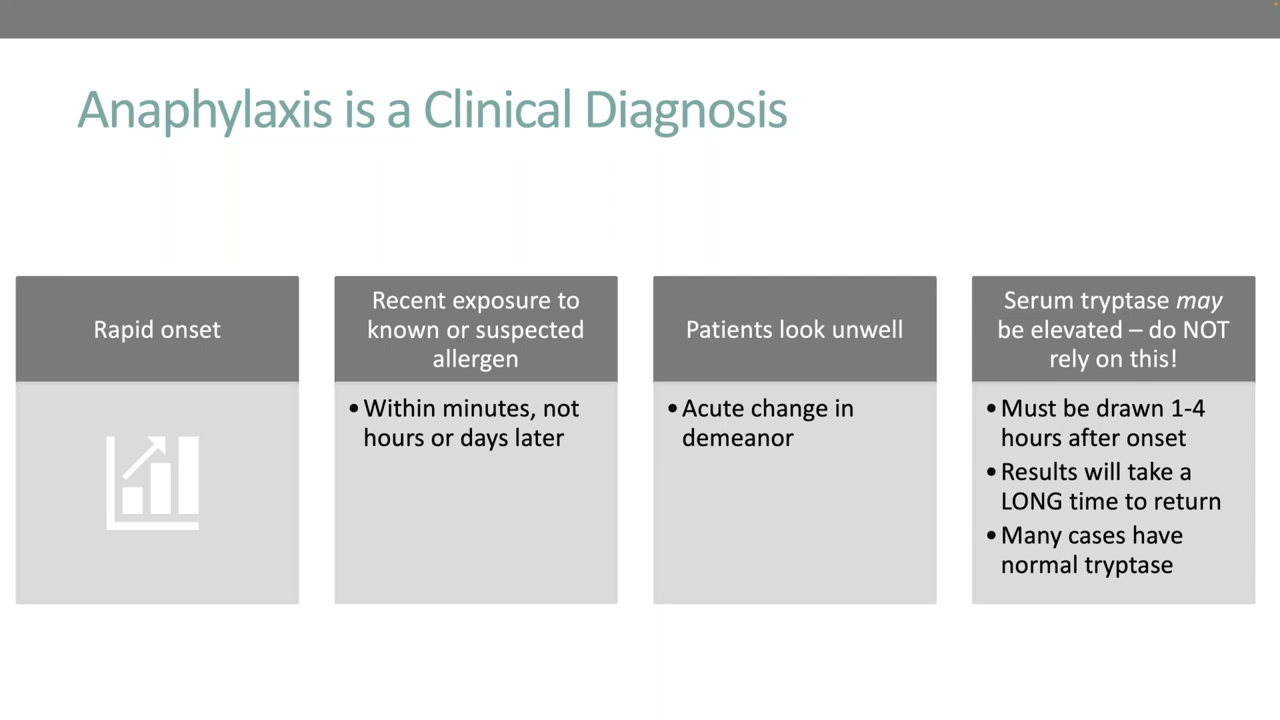 Anaphylaxis is a Clinical Diagnosis
Rapid onset
Recent exposure to
known or suspected
allergen
• Within minutes, not
hours or days later
Patients look unwell
• Acute change in
demeanor
Serum tryptase may
be elevated – do NOT
rely on this!
• Must be drawn 1-4
hours after onset
• Results will take a
LONG time to return
• Many cases have
normal tryptase